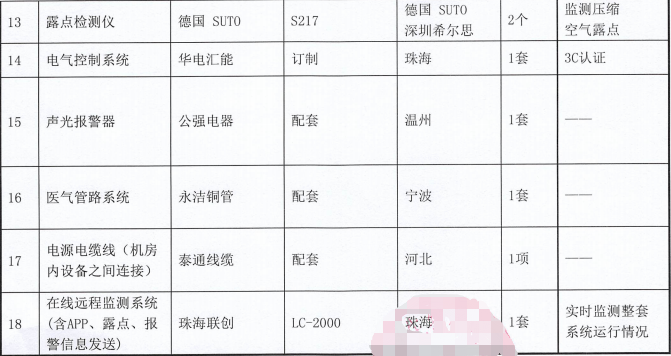 13 露点检测仪 德国 SUTO S217 德国 SUTO 2个 监测压缩
深圳希尔思 空气露点
14 电气控制系统 华电汇能 订制 珠海 1套 3C认证
15 声光报警器 公强电器 配套 温州 1套 ——
16 医气管路系统 永洁铜管 配套 宁波 1套 ——
17 电源电缆线（机房 泰通线缆 配套 河北 1项 ——
内设备之间连接）
18 在线远程监测系统 珠海联创 LC-2000 珠海 1套 实时监测整套
(含APP、露点、报 系统运行情况
警信息发送)